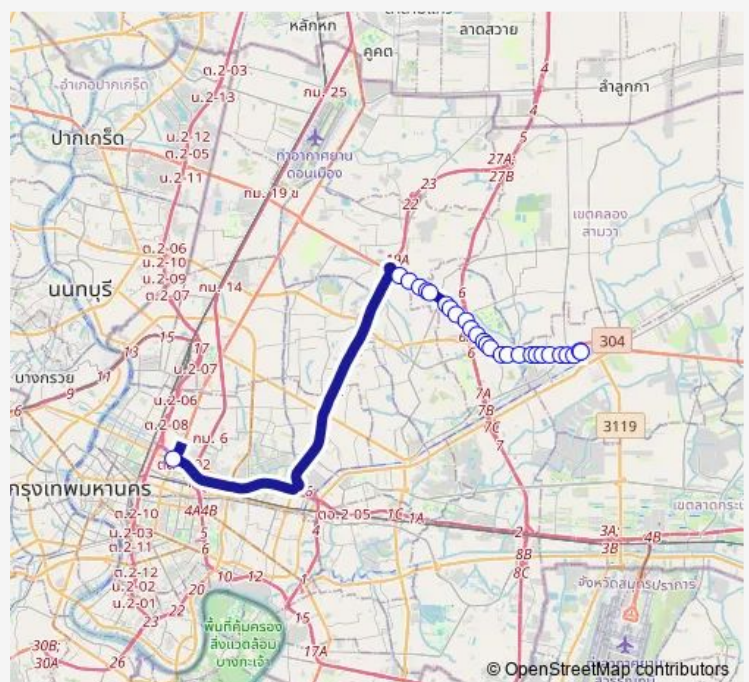 หลักหก
ลาดสวาย
คูคต
ต.2-03
น.2-13
อำเภอปากเกร็ด
กม. 25
ลำลูกกา
4
4
5
ปากเกร็ด
น.2-12
ต.2-05
น.2-11
ท่าอากาศยาน
ดอนเมือง
27A;
27B
23
22
กม. 19 ข
6
เขตคลอง
สามวา
19A
ต.2-06
น.2-10
น.2-09
ต.2-07
นนทบุรี
กม. 14
6
304
15
17
13
11
9
6
บางกรวย
น.2-07
6
6
7A
7B
7C
7
น.2-06
ต.2-08
กม. 6
3119
กรุงเทพมหานคร
4A4B
5
6
ต.2-10
น.2-03
ต.2-11
ต.2-12
น.2-02
น.2-01
ตอ.2-05
1C
1A
4
2
3A;
3B
4B
8B
8C
เขตลาดกระบัง
10
12
1
20
22
23
15
17A
26
30B;
30A
พื้นที่คุ้มครอง
สิ่งแวดล้อม
บางกะเจ้า
จังหวัดสมุทรปราการ
© OpenStreetMap contributors